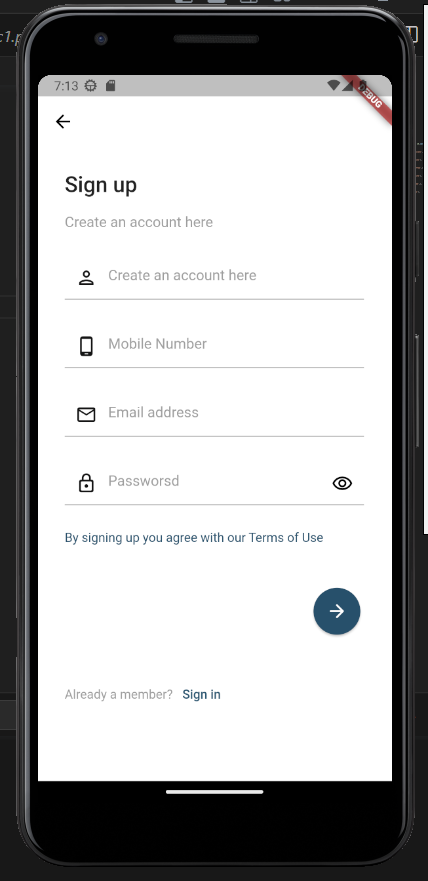 c1.p
7:13
DEBUG
Sign up
Create an account here
Create an account here
Mobile Number
Email address
Passworsd
By signing up you agree with our Terms of Use
Already a member? Sign in